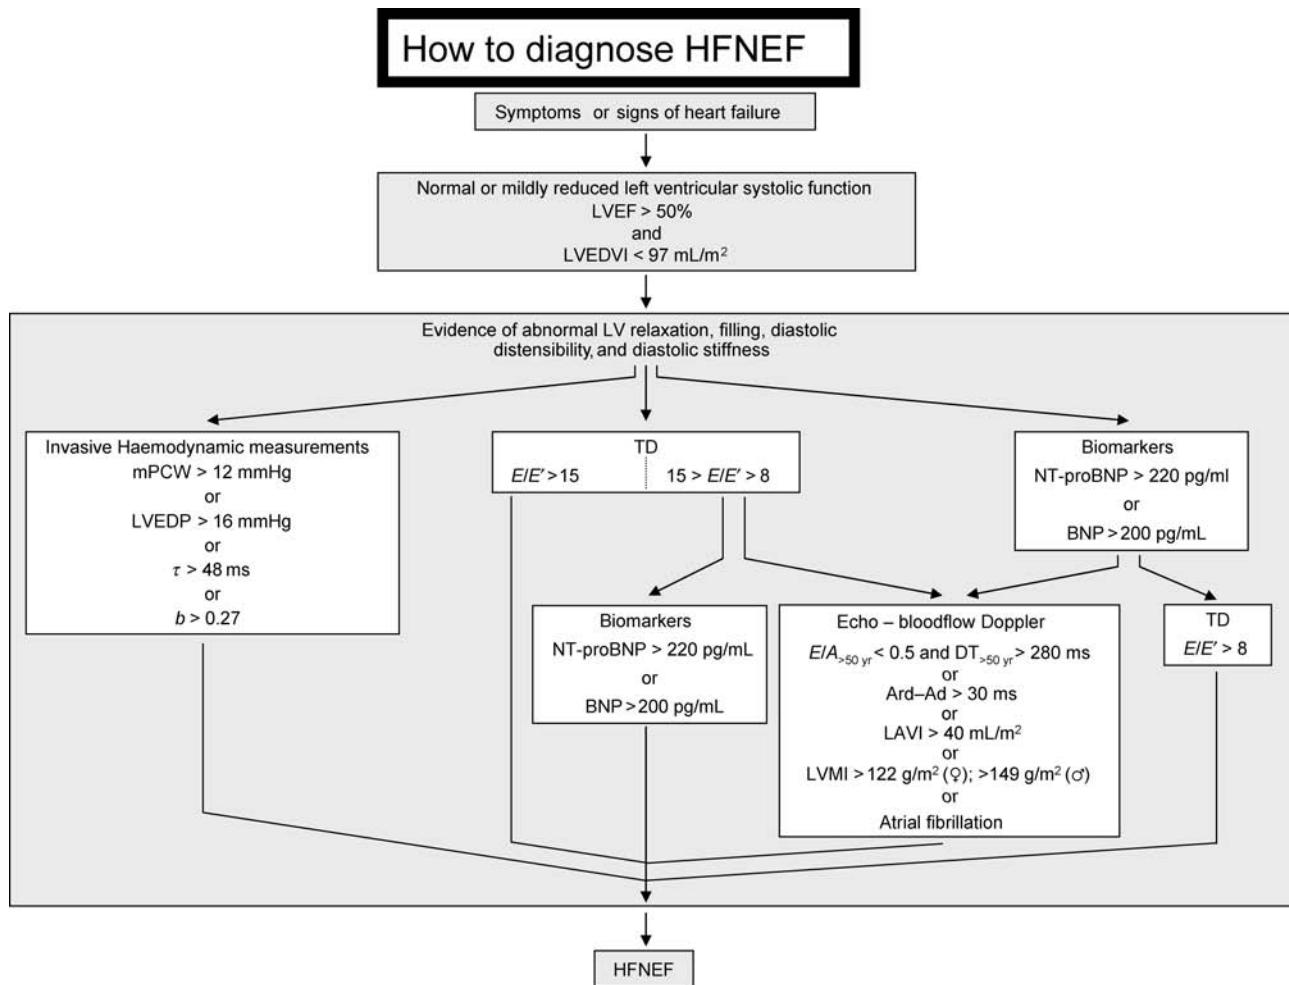 How to diagnose HFNEF
Symptoms or signs of heart failure
Normal or mildly reduced left ventricular systolic function
LVEF > 50%
and
LVEDVI < 97 mL/m²
Evidence of abnormal LV relaxation, filling, diastolic
distensibility, and diastolic stiffness
Invasive Haemodynamic measurements
mPCW > 12 mmHg
or
LVEDP > 16 mmHg
or
τ > 48 ms
or
b > 0.27
TD
E/E′ > 15
15 > E/E′ > 8
Biomarkers
NT-proBNP > 220 pg/ml
or
BNP > 200 pg/mL
Biomarkers
NT-proBNP > 220 pg/mL
or
BNP > 200 pg/mL
Echo – bloodflow Doppler
E/A>50 yr < 0.5 and DT>50 yr > 280 ms
or
Ard–Ad > 30 ms
or
LAVI > 40 mL/m²
or
LVMI > 122 g/m² (♀); >149 g/m² (♂)
or
Atrial fibrillation
TD
E/E′ > 8
HFNEF